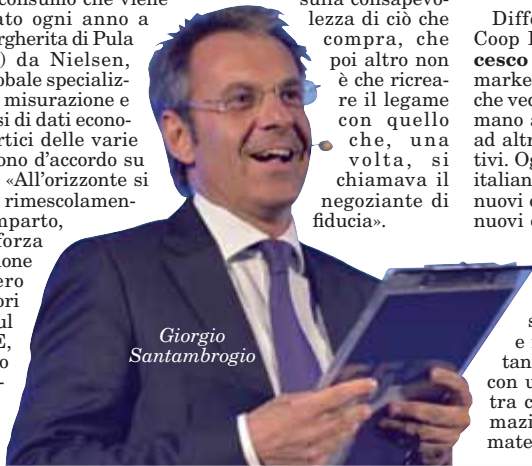 consumo che viene
ato ogni anno a
rgherita di Pula
) da Nielsen,
obale specializ-
misurazione e
si di dati econo-
rtici delle varie
ono d'accordo su
«All'orizzonte si
rimescolamen-
mparto,
forza
ione
ero
ori
ul
E,
o
-
sulla consapevo-
lezza di ciò che
compra, che
poi altro non
è che ricrea-
re il legame
con quello
che, una
volta, si
chiamava il
negoziante di
fiducia».
Giorgio
Santambrogio
Diffe
Coop I
cesco
marke
che vec
mano a
ad altr
tivi. Og
italian
nuovi
nuovi
s
e
tan
con u
tra c
mazi
mate